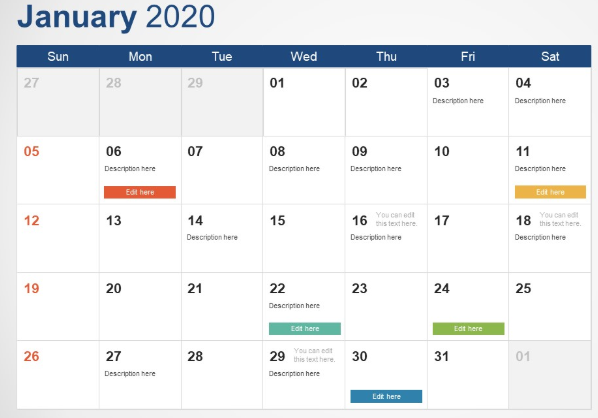 January 2020
Sun Mon Tue Wed Thu Fri Sat
27 28 29 01 02 03 04
Description here Description here
05 06 07 08 09 10 11
Description here Description here Description here Description here
Edit here Edit here
12 13 14 15 16 You can edit 17 18 You can edit
this text here. this text here.
Description here Description here Description here
19 20 21 22 23 24 25
Description here
Edit here Edit here
26 27 28 29 You can edit 30 31 01
this text here.
Description here Description here
Edit here